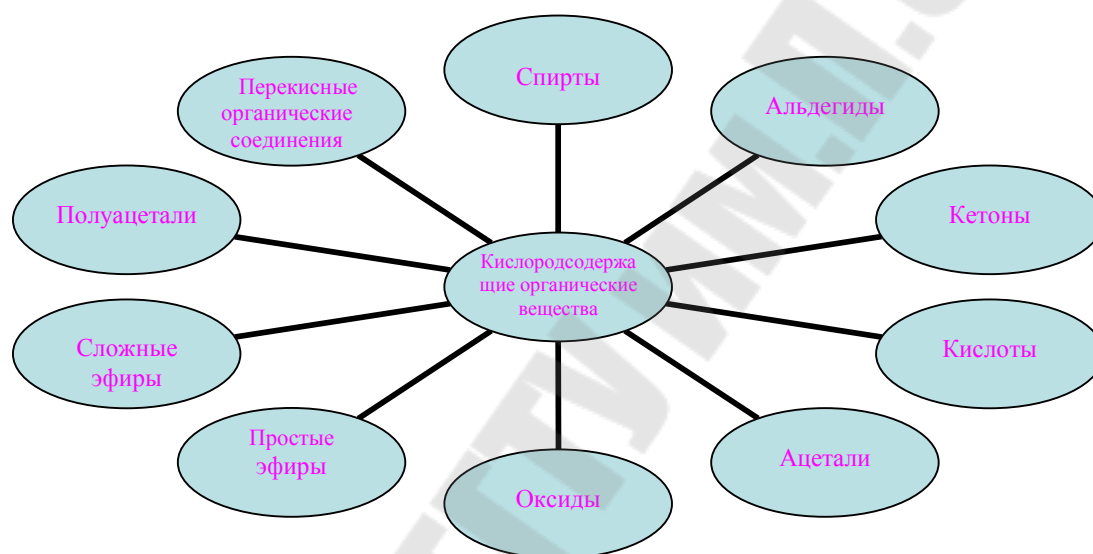 Спирты
Альдегиды
Кетоны
Кислоты
Ацетали
Оксиды
Простые
эфиры
Сложные
эфиры
Полуацетали
Перекисные
органические
соединения
Кислородсодержа
щие органические
вещества